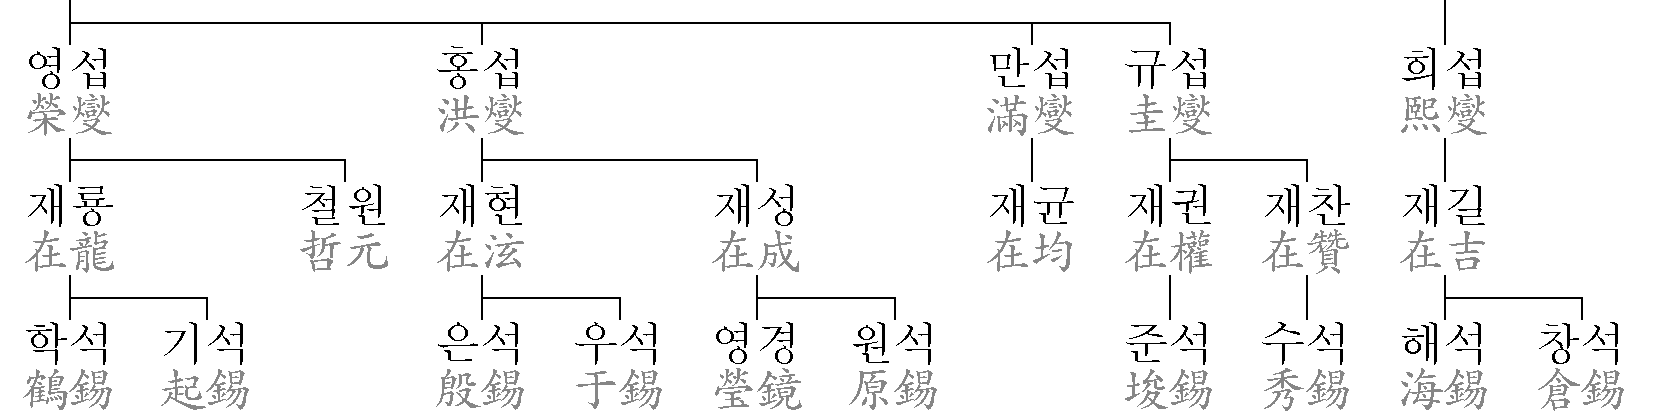 영섭 홍섭 만섭 규섭 희섭
榮燮 洪燮 滿燮 圭燮 熙燮
재룡 철원 재현 재성 재균 재권 재찬 재길
在龍 哲元 在泫 在成 在均 在權 在贊 在吉
학석 기석 은석 우석 영경 원석 준석 수석 해석 창석
鶴錫 起錫 殷錫 于錫 瑩鏡 原錫 埈錫 秀錫 海錫 倉錫